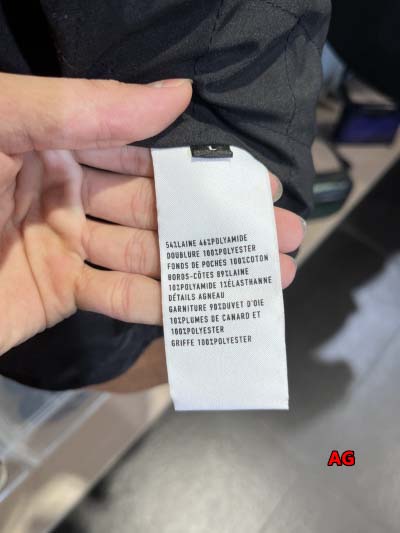 L
54%LAINE 46%POLYAMIDE
DOUBLURE 100%POLYESTER
FONDS DE POCHES 100%COTON
BORDS-CÔTES 89%LAINE
10%POLYAMIDE 1%ÉLASTHANNE
DÉTAILS AGNEAU
GARNITURE 90%DUVET D'OIE
10%PLUMES DE CANARD ET
100%POLYESTER
GRIFFE 100%POLYESTER
AG